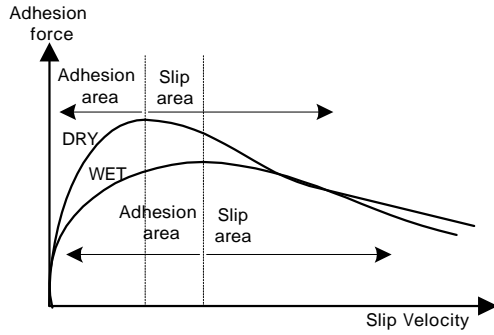 Adhesion
force
Adhesion
area
Slip
area
DRY
WET
Adhesion
area
Slip
area
Slip Velocity